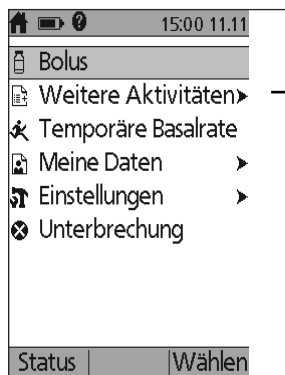 15:00 11.11
Bolus
Weitere Aktivitäten
Temporäre Basalrate
Meine Daten
Einstellungen
Unterbrechung
Status Wählen